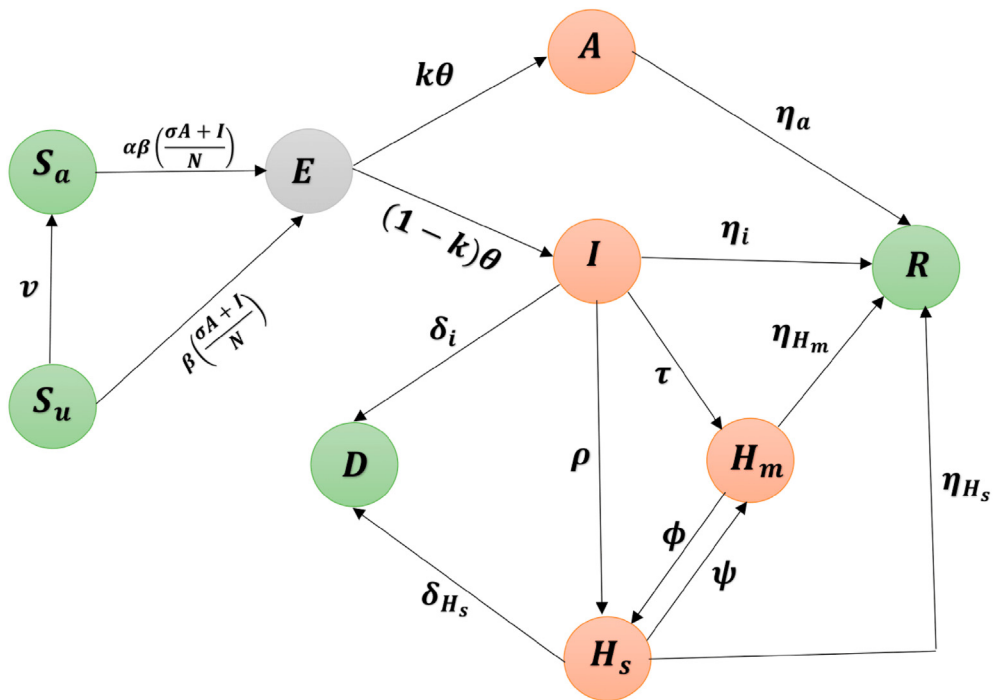 A
kθ
η_a
αβ(σA + I / N)
S_a
E
(1 − k)θ
I
η_i
R
v
β(σA + I / N)
δ_i
η_{H_m}
τ
S_u
D
ρ
H_m
η_{H_s}
ϕ
ψ
δ_{H_s}
H_s